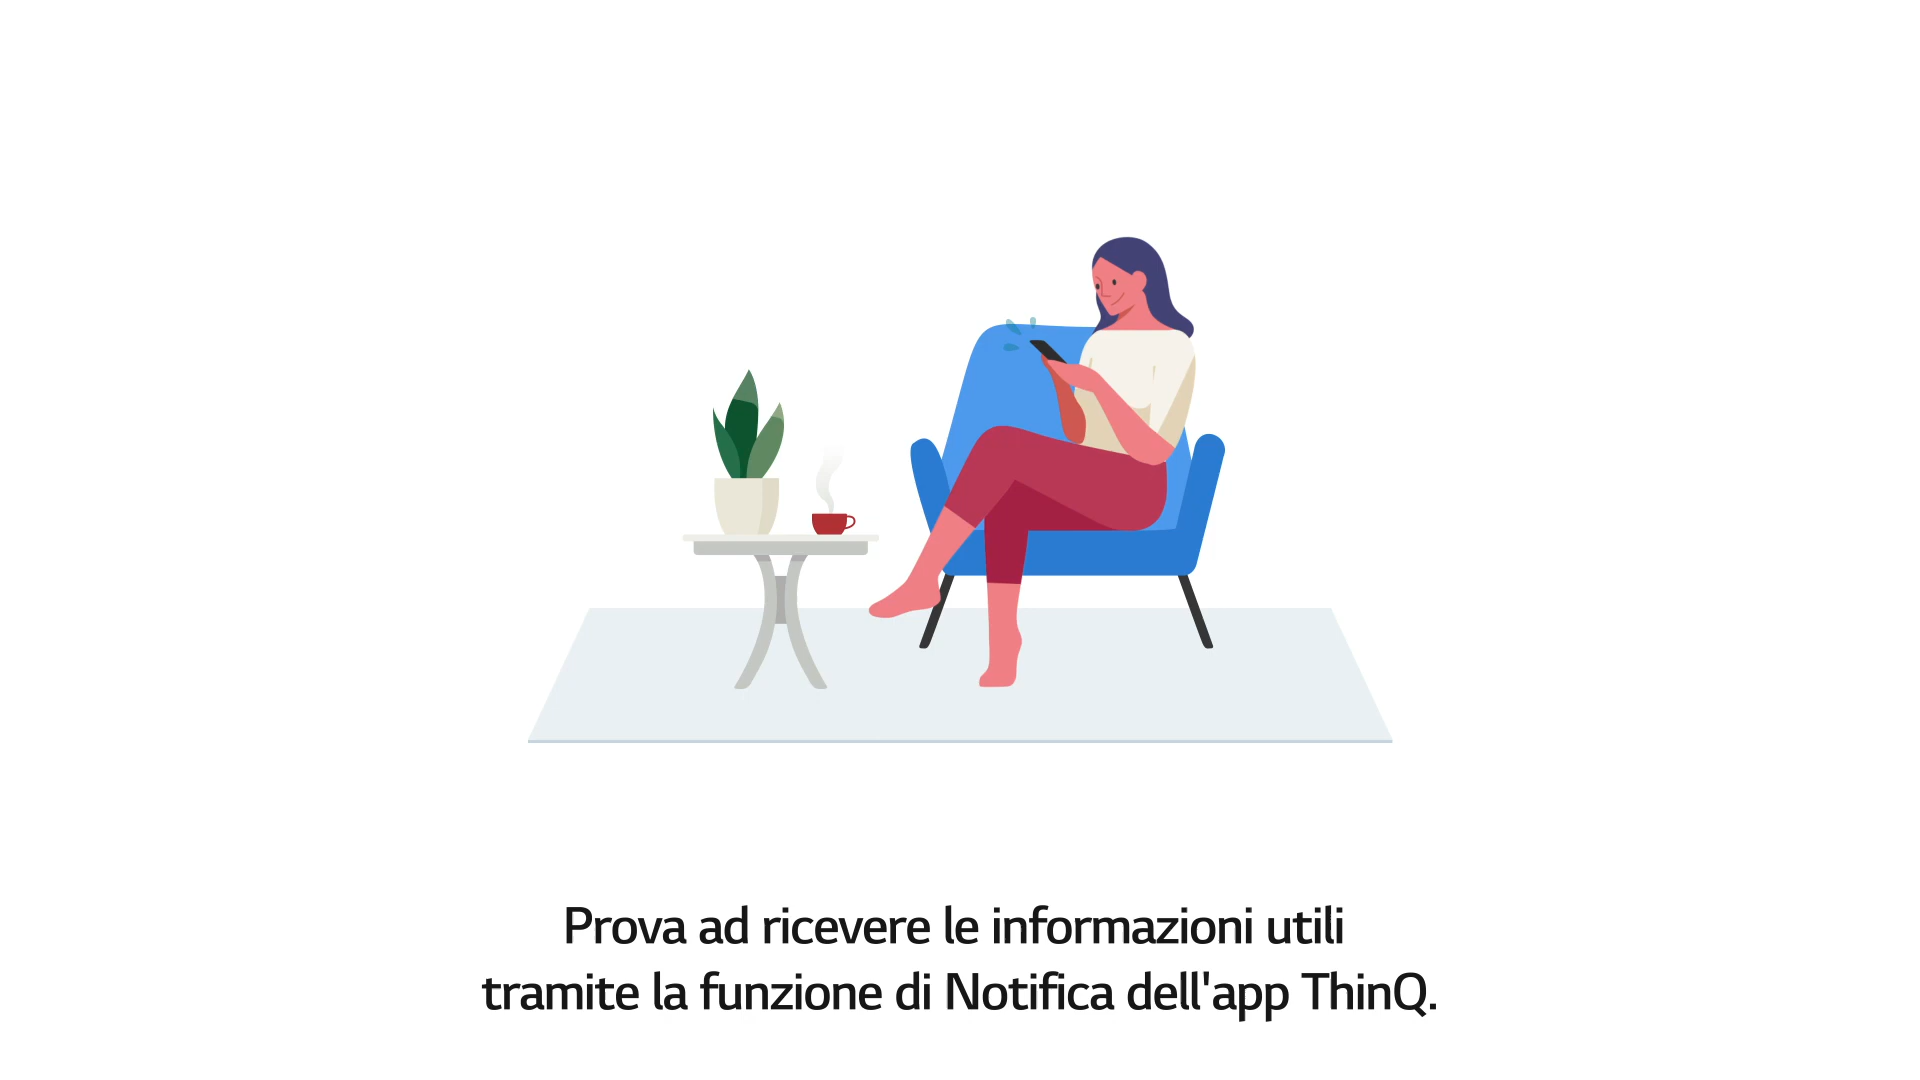 Prova ad ricevere le informazioni utili
tramite la funzione di Notifica dell'app ThinQ.